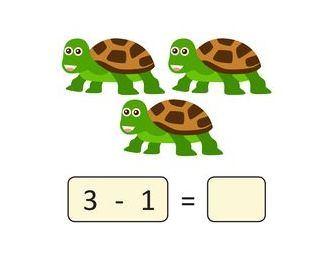 3 - 1 =